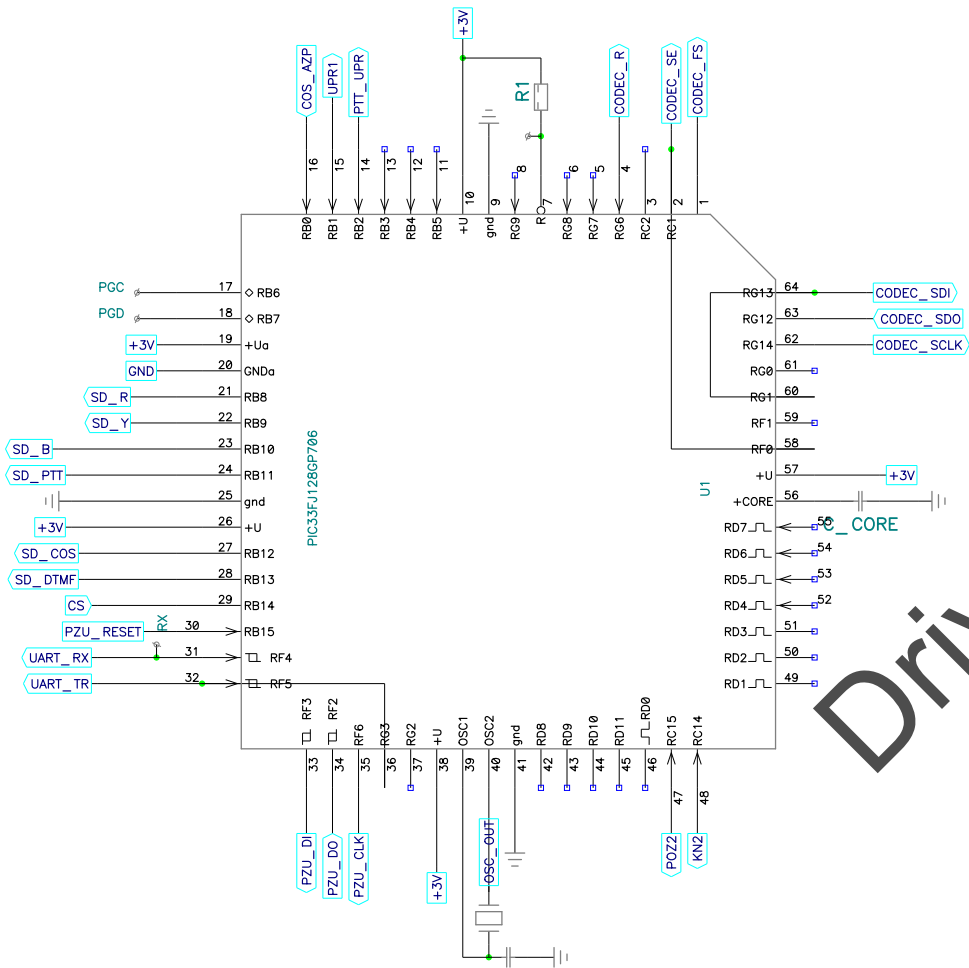 +3V
COS_AZP
UPR1
PTT_UPR
R1
CODEC_R
CODEC_SE
CODEC_FS
16
15
14
13
12
11
10
9
8
7
6
5
4
3
2
1
RB0
RB1
RB2
RB3
RB4
RB5
+U
gnd
RG9
R
RG8
RG7
RG6
RC2
RC1
PGC
17
RB6
PGD
18
RB7
+3V
19
+Ua
GND
20
GNDa
SD_R
21
RB8
SD_Y
22
RB9
SD_B
23
RB10
SD_PTT
24
RB11
25
gnd
+3V
26
+U
SD_COS
27
RB12
SD_DTMF
28
RB13
CS
29
RB14
PZU_RESET
30
RB15
RX
UART_RX
31
RF4
UART_TR
32
RF5
PIC33FJ128GP706
U1
RG13
64
CODEC_SDI
RG12
63
CODEC_SDO
RG14
62
CODEC_SCLK
RG0
61
RG1
60
RF1
59
RF0
58
+U
57
+3V
+CORE
56
C_CORE
RD7
55
RD6
54
RD5
53
RD4
52
RD3
51
RD2
50
RD1
49
RF3
RF2
RF6
RG3
RG2
+U
OSC1
OSC2
gnd
RD8
RD9
RD10
RD11
RD0
RC15
RC14
33
34
35
36
37
38
39
40
41
42
43
44
45
46
47
48
PZU_DI
PZU_DO
PZU_CLK
+3V
OSC_OUT
POZ2
KN2